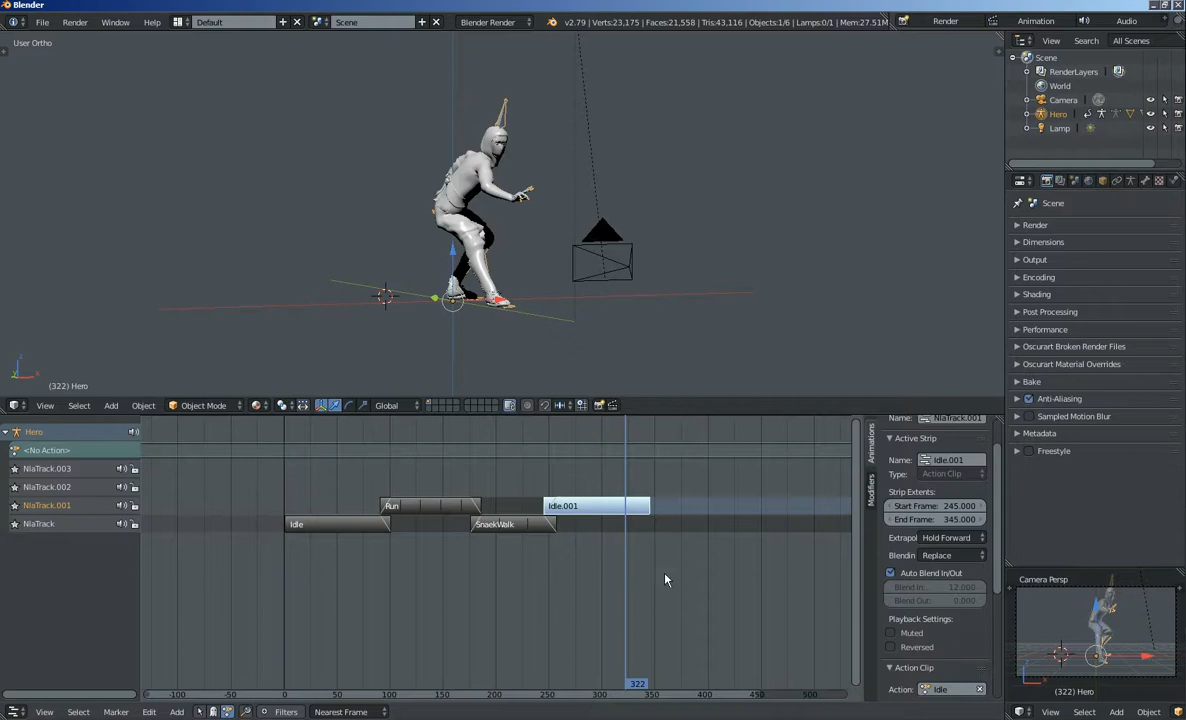 Blender
File Render Window Help Default Scene Blender Render v2.79 | Verts:23,175 | Faces:21,558 | Tris:43,116 | Objects:1/6 | Lamps:0/1 | Mem:27.51M
Render Animation Audio
User Ortho
View Search All Scenes
Scene
RenderLayers
World
Camera
Hero
Lamp
Scene
Render
Dimensions
Output
Encoding
Shading
Post Processing
Performance
Oscurart Broken Render Files
Oscurart Material Overrides
Bake
Anti-Aliasing
Sampled Motion Blur
Metadata
Freestyle
(322) Hero
View Select Add Object Object Mode Global
Hero
<No Action>
NlaTrack.003
NlaTrack.002
NlaTrack.001
NlaTrack
Run
Idle.001
Idle
SnaekWalk
Animations
Modifiers
Name: NlaTrack.001
Active Strip
Name: Idle.001
Type: Action Clip
Strip Extents:
Start Frame: 245.000
End Frame: 345.000
Extrapol Hold Forward
Blendin Replace
Auto Blend In/Out
Blend In: 12.000
Blend Out: 0.000
Playback Settings:
Muted
Reversed
Action Clip
Action: Idle
322
-100 -50 0 50 100 150 200 250 300 350 400 450 500
View Select Marker Edit Add Filters Nearest Frame
Camera Persp
(322) Hero
View Select Add Object